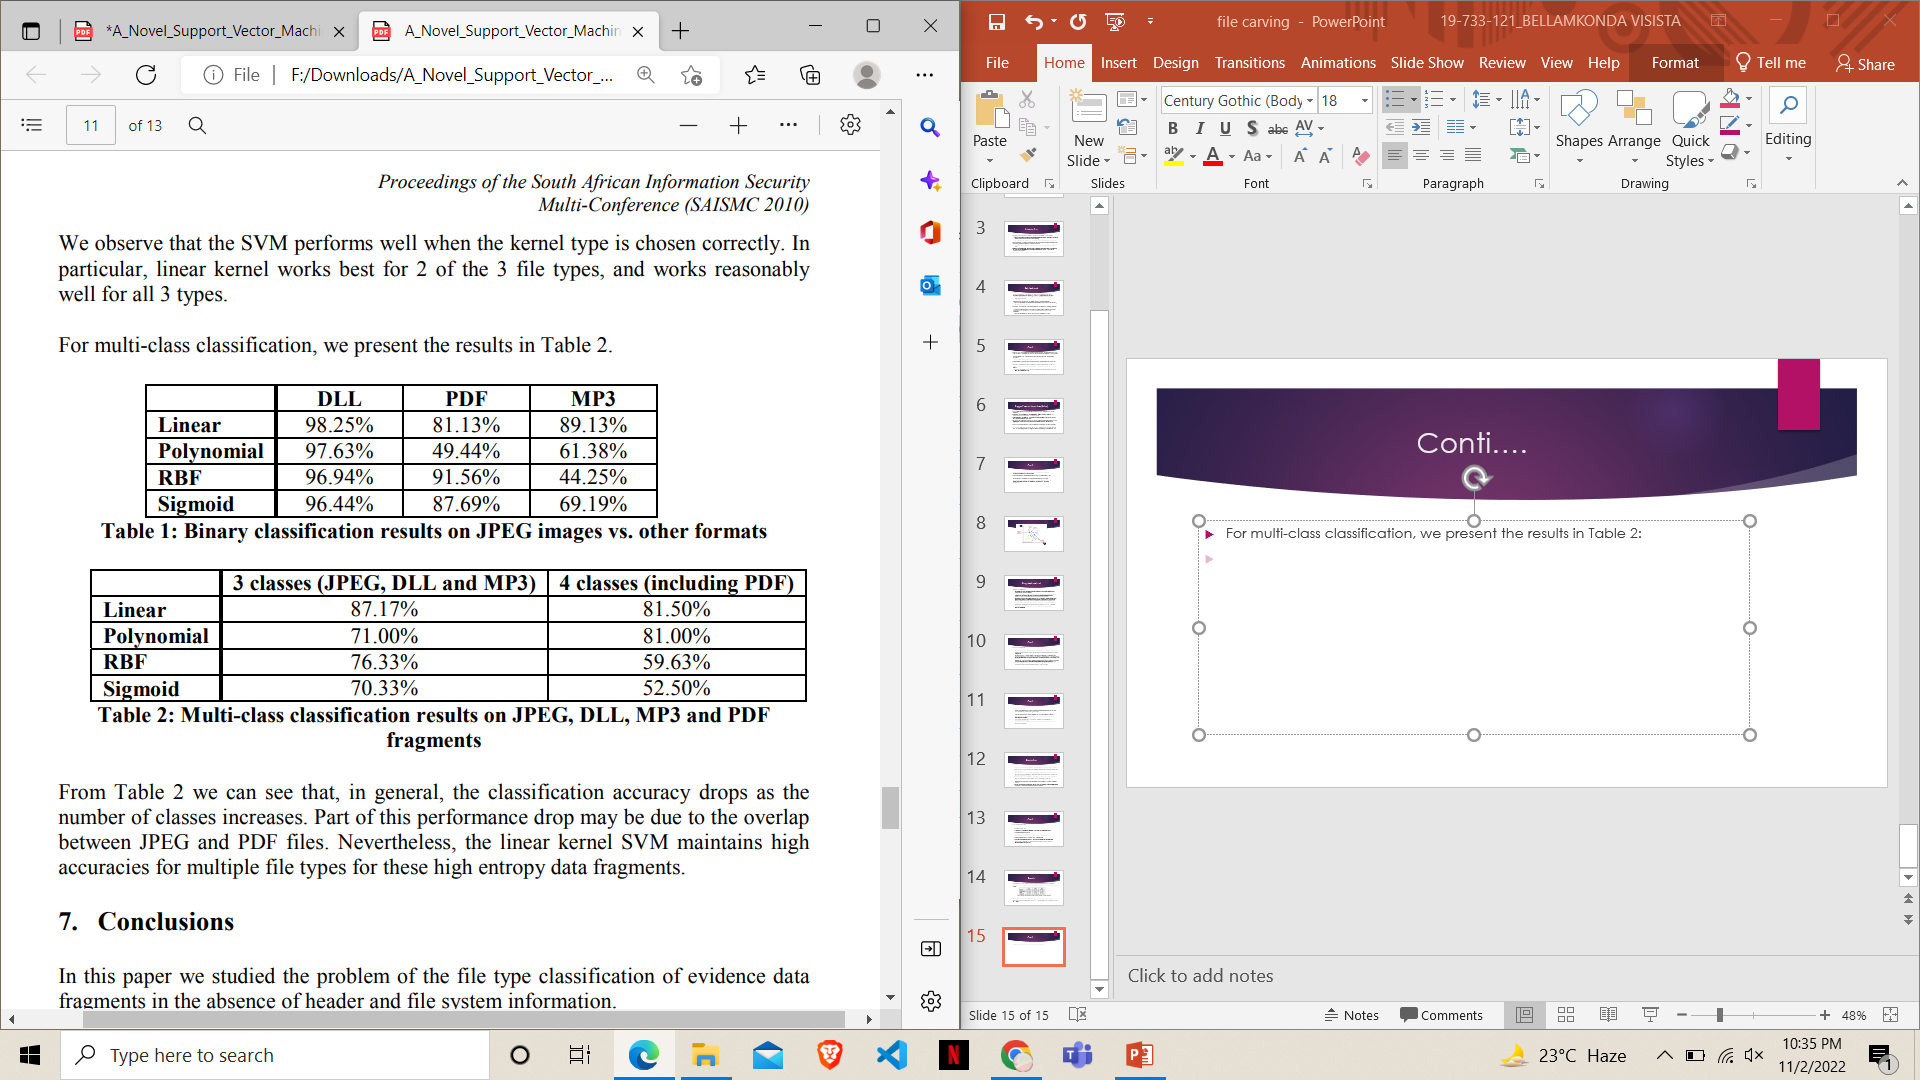 *A_Novel_Support_Vector_Machi
A_Novel_Support_Vector_Machin
File
F:/Downloads/A_Novel_Support_Vector_...
11
of 13
Proceedings of the South African Information Security
Multi-Conference (SAISMC 2010)
We observe that the SVM performs well when the kernel type is chosen correctly. In
particular, linear kernel works best for 2 of the 3 file types, and works reasonably
well for all 3 types.
For multi-class classification, we present the results in Table 2.
DLL PDF MP3
Linear 98.25% 81.13% 89.13%
Polynomial 97.63% 49.44% 61.38%
RBF 96.94% 91.56% 44.25%
Sigmoid 96.44% 87.69% 69.19%
Table 1: Binary classification results on JPEG images vs. other formats
3 classes (JPEG, DLL and MP3) 4 classes (including PDF)
Linear 87.17% 81.50%
Polynomial 71.00% 81.00%
RBF 76.33% 59.63%
Sigmoid 70.33% 52.50%
Table 2: Multi-class classification results on JPEG, DLL, MP3 and PDF
fragments
From Table 2 we can see that, in general, the classification accuracy drops as the
number of classes increases. Part of this performance drop may be due to the overlap
between JPEG and PDF files. Nevertheless, the linear kernel SVM maintains high
accuracies for multiple file types for these high entropy data fragments.
7. Conclusions
In this paper we studied the problem of the file type classification of evidence data
fragments in the absence of header and file system information.
file carving - PowerPoint
19-733-121_BELLAMKONDA VISISTA
File Home Insert Design Transitions Animations Slide Show Review View Help Format Tell me Share
Paste
New
Slide
Century Gothic (Body 18
B I U S abc AV
Aa A A
Shapes Arrange Quick
Styles
Editing
Clipboard Slides Font Paragraph Drawing
3
4
5
6
7
8
9
10
11
12
13
14
15
Conti....
For multi-class classification, we present the results in Table 2:
Click to add notes
Slide 15 of 15
Notes Comments 48%
Type here to search
23°C Haze
10:35 PM
11/2/2022
1